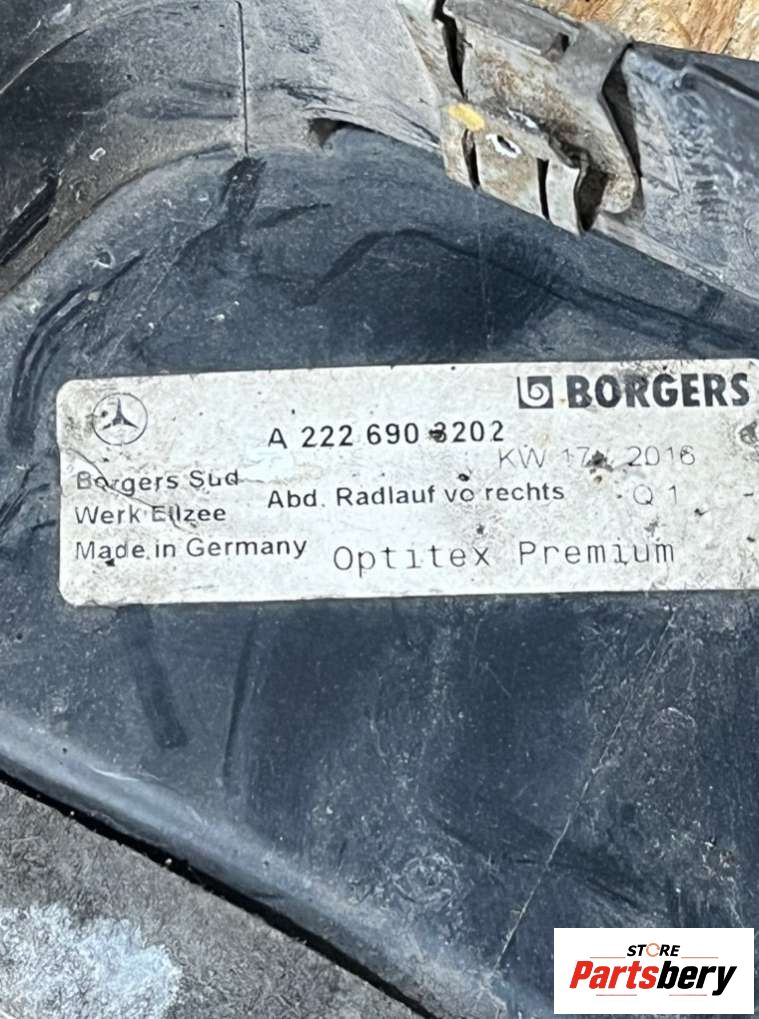 BORGERS
A 222 690 3202
KW 17 2016
Borgers Süd
Abd. Radlauf vo rechts
Q 1
Werk Ellzee
Made in Germany
Optitex Premium
STORE
Partsbery